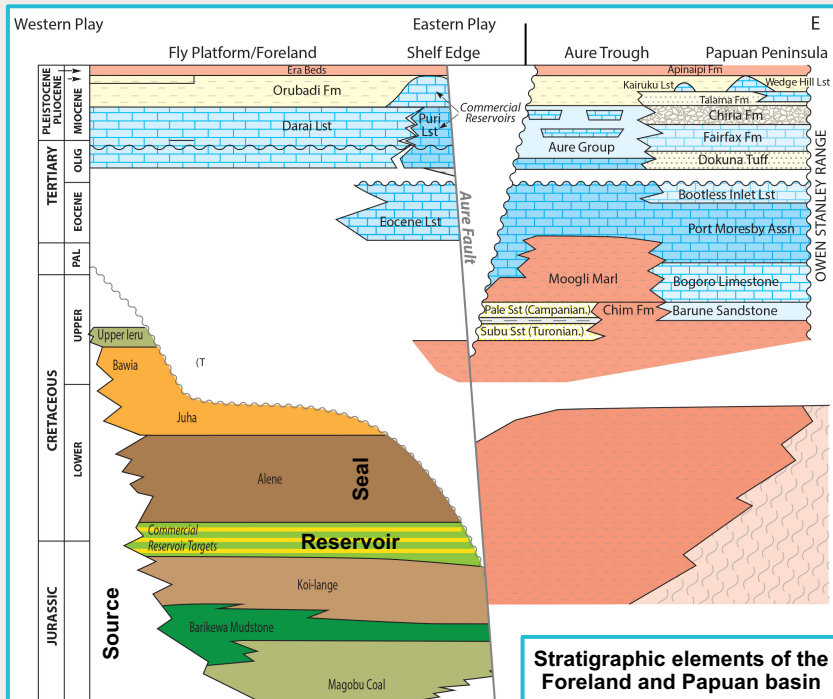 Western Play
Eastern Play
E
Fly Platform/Foreland
Shelf Edge
Aure Trough
Papuan Peninsula
PLEISTOCENE
PLIOCENE
MIOCENE
TERTIARY
OLIG
EOCENE
PAL
UPPER
CRETACEOUS
LOWER
JURASSIC
Era Beds
Orubadi Fm
Darai Lst
Puri
Lst
Commercial
Reservoirs
Eocene Lst
Aure Fault
Apinaipi Fm
Kairuku Lst
Wedge Hill Lst
Talama Fm
Chiria Fm
Fairfax Fm
Aure Group
Dokuna Tuff
Bootless Inlet Lst
Port Moresby Assn
Moogli Marl
Bogoro Limestone
Pale Sst (Campanian.)
Chim Fm
Barune Sandstone
Subu Sst (Turonian.)
OWEN STANLEY RANGE
Upper Ieru
Bawia
(T
Juha
Alene
Seal
Commercial
Reservoir Targets
Reservoir
Koi-lange
Source
Barikewa Mudstone
Magobu Coal
Stratigraphic elements of the
Foreland and Papuan basin